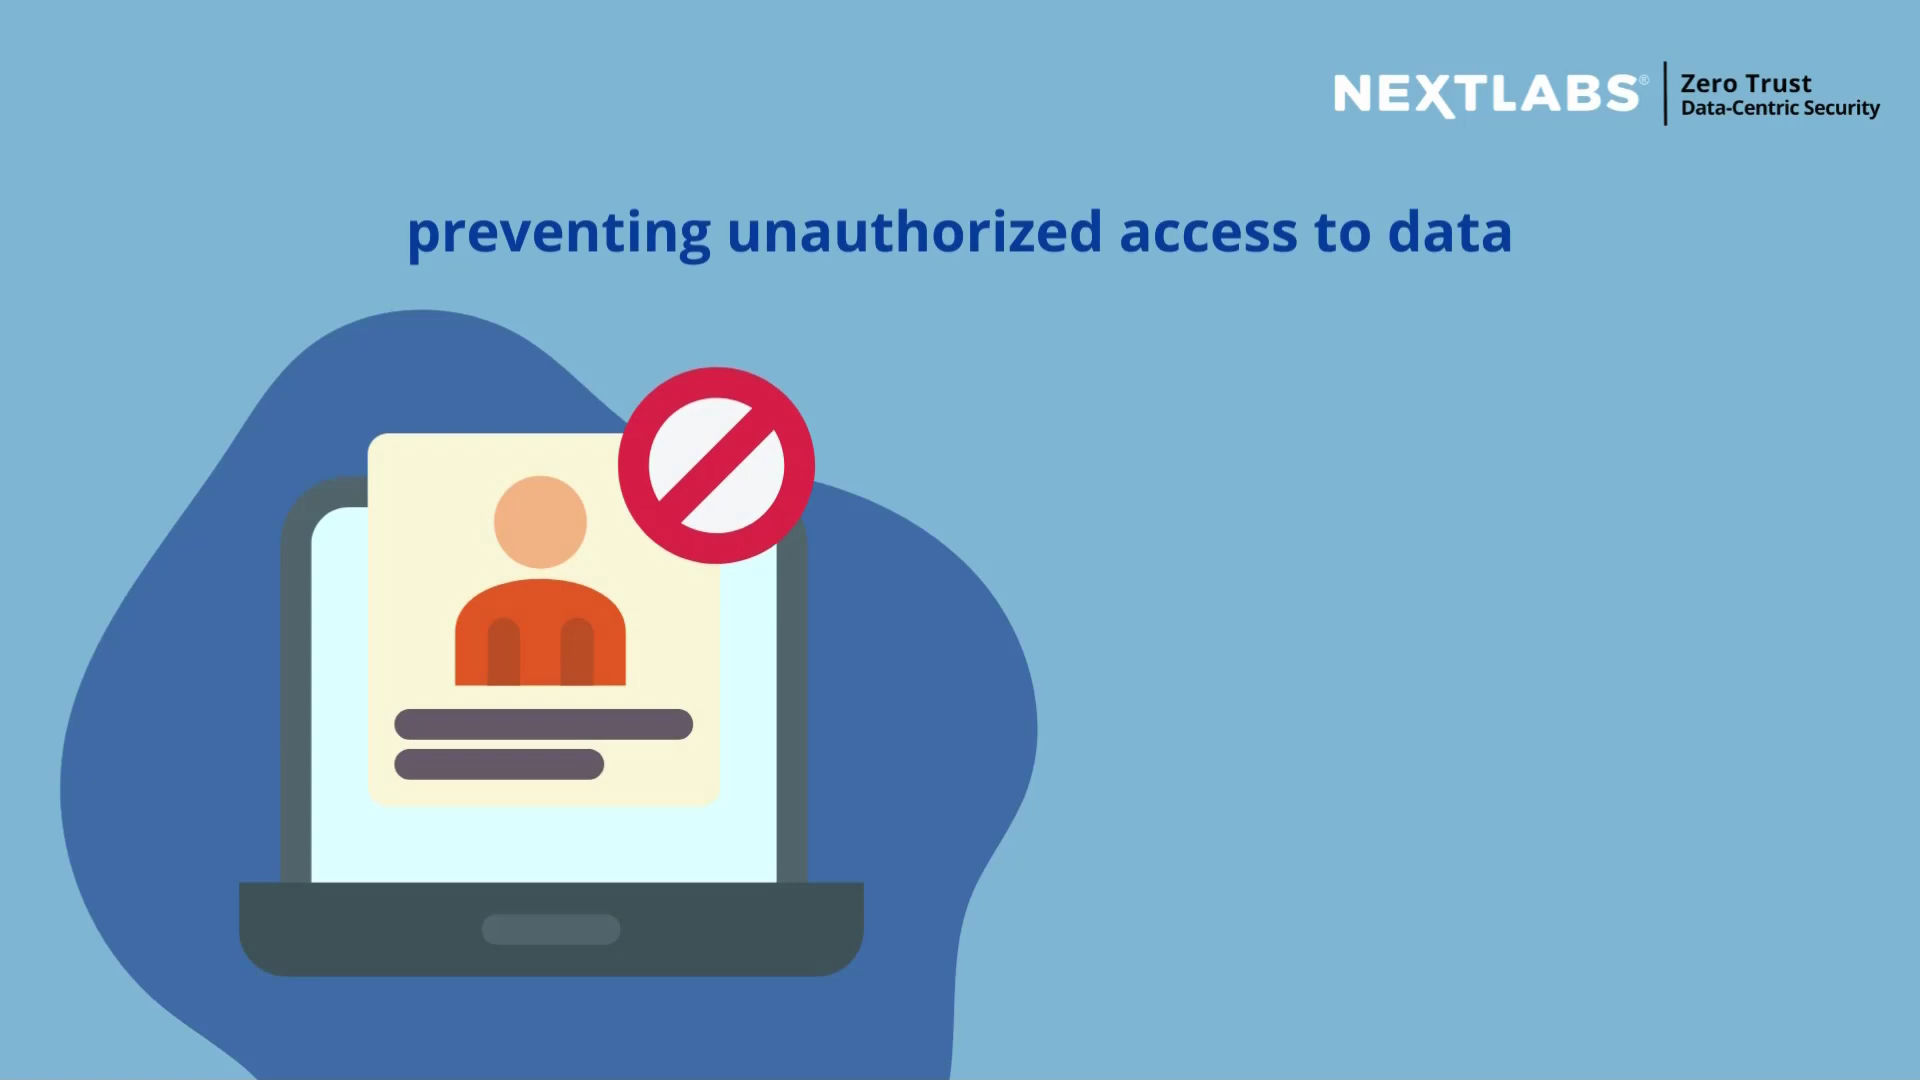 NEXTLABS®
Zero Trust
Data-Centric Security
preventing unauthorized access to data